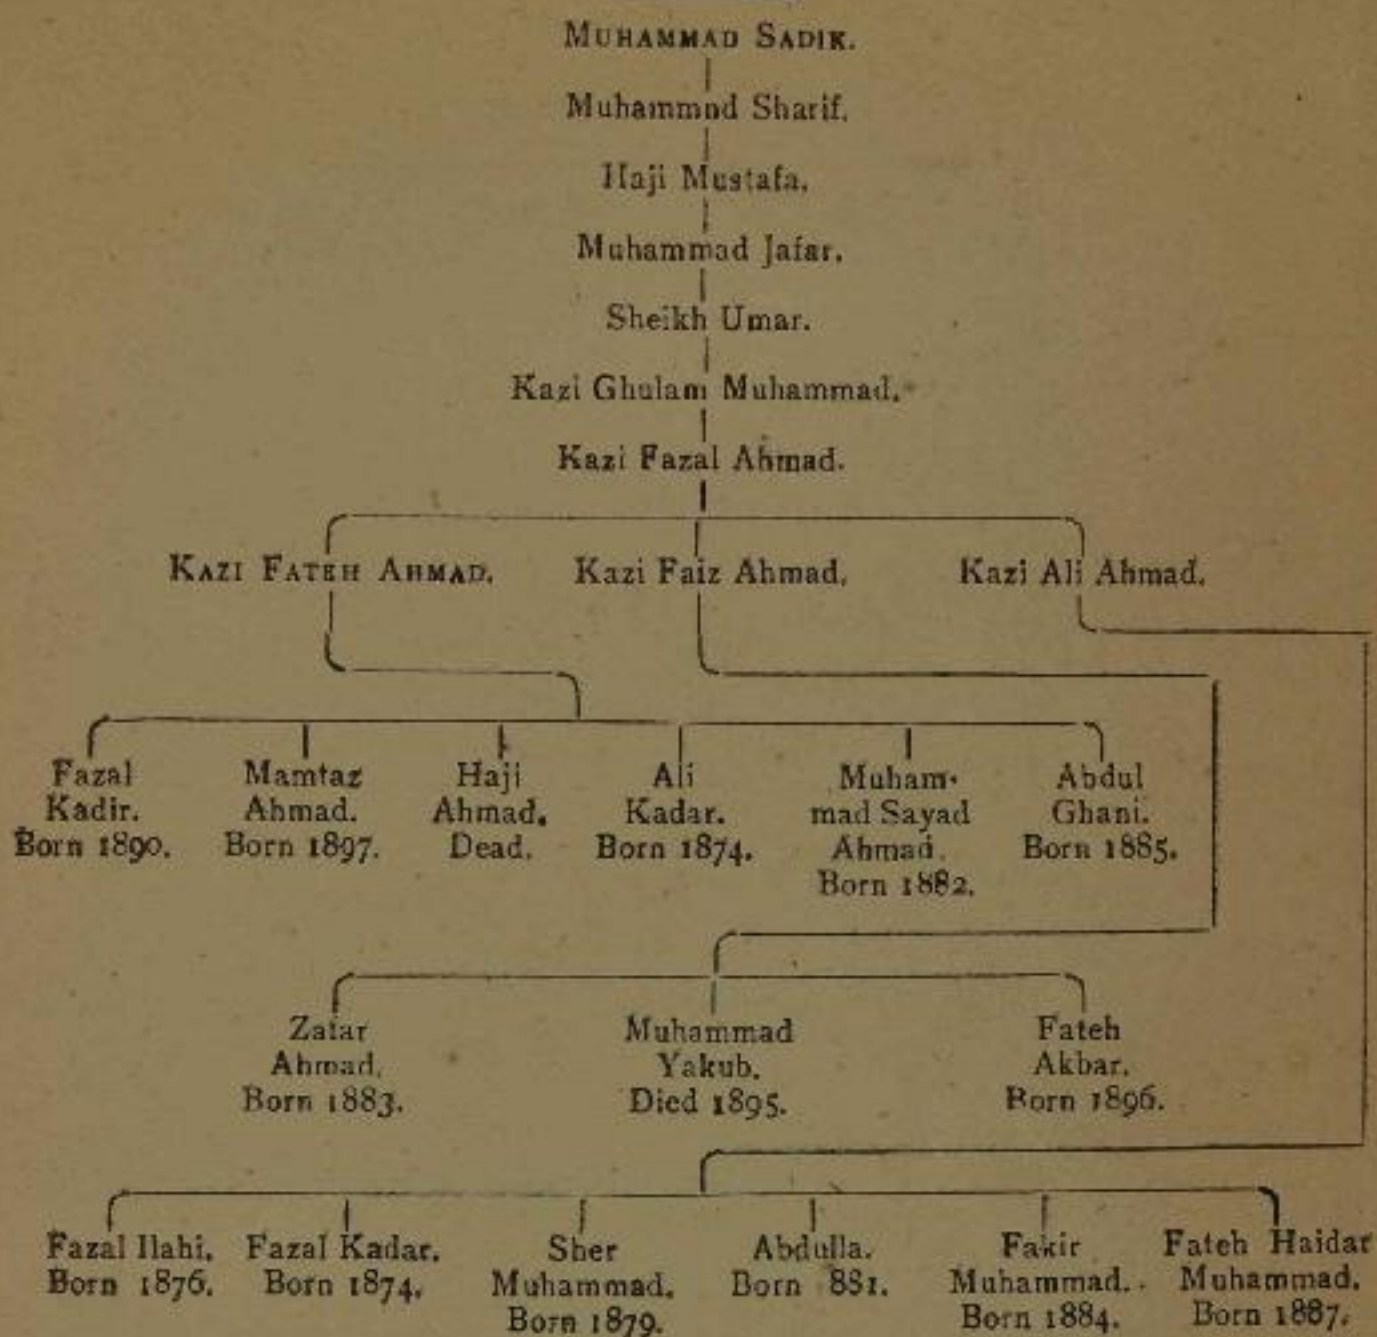 MUHAMMAD SADIK.
Muhammad Sharif.
Haji Mustafa.
Muhammad Jafar.
Sheikh Umar.
Kazi Ghulam Muhammad.
Kazi Fazal Ahmad.
KAZI FATEH AHMAD. Kazi Faiz Ahmad. Kazi Ali Ahmad.
Fazal Mamtaz Haji Ali Muham- Abdul
Kadir. Ahmad. Ahmad. Kadar. mad Sayad Ghani.
Born 1890. Born 1897. Dead. Born 1874. Ahmad. Born 1885.
Born 1882.
Zafar Muhammad Fateh
Ahmad. Yakub. Akbar.
Born 1883. Died 1895. Born 1896.
Fazal Ilahi. Fazal Kadar. Sher Abdulla. Fakir Fateh Haidar
Born 1876. Born 1874. Muhammad. Born 881. Muhammad. Muhammad.
Born 1879. Born 1884. Born 1887.